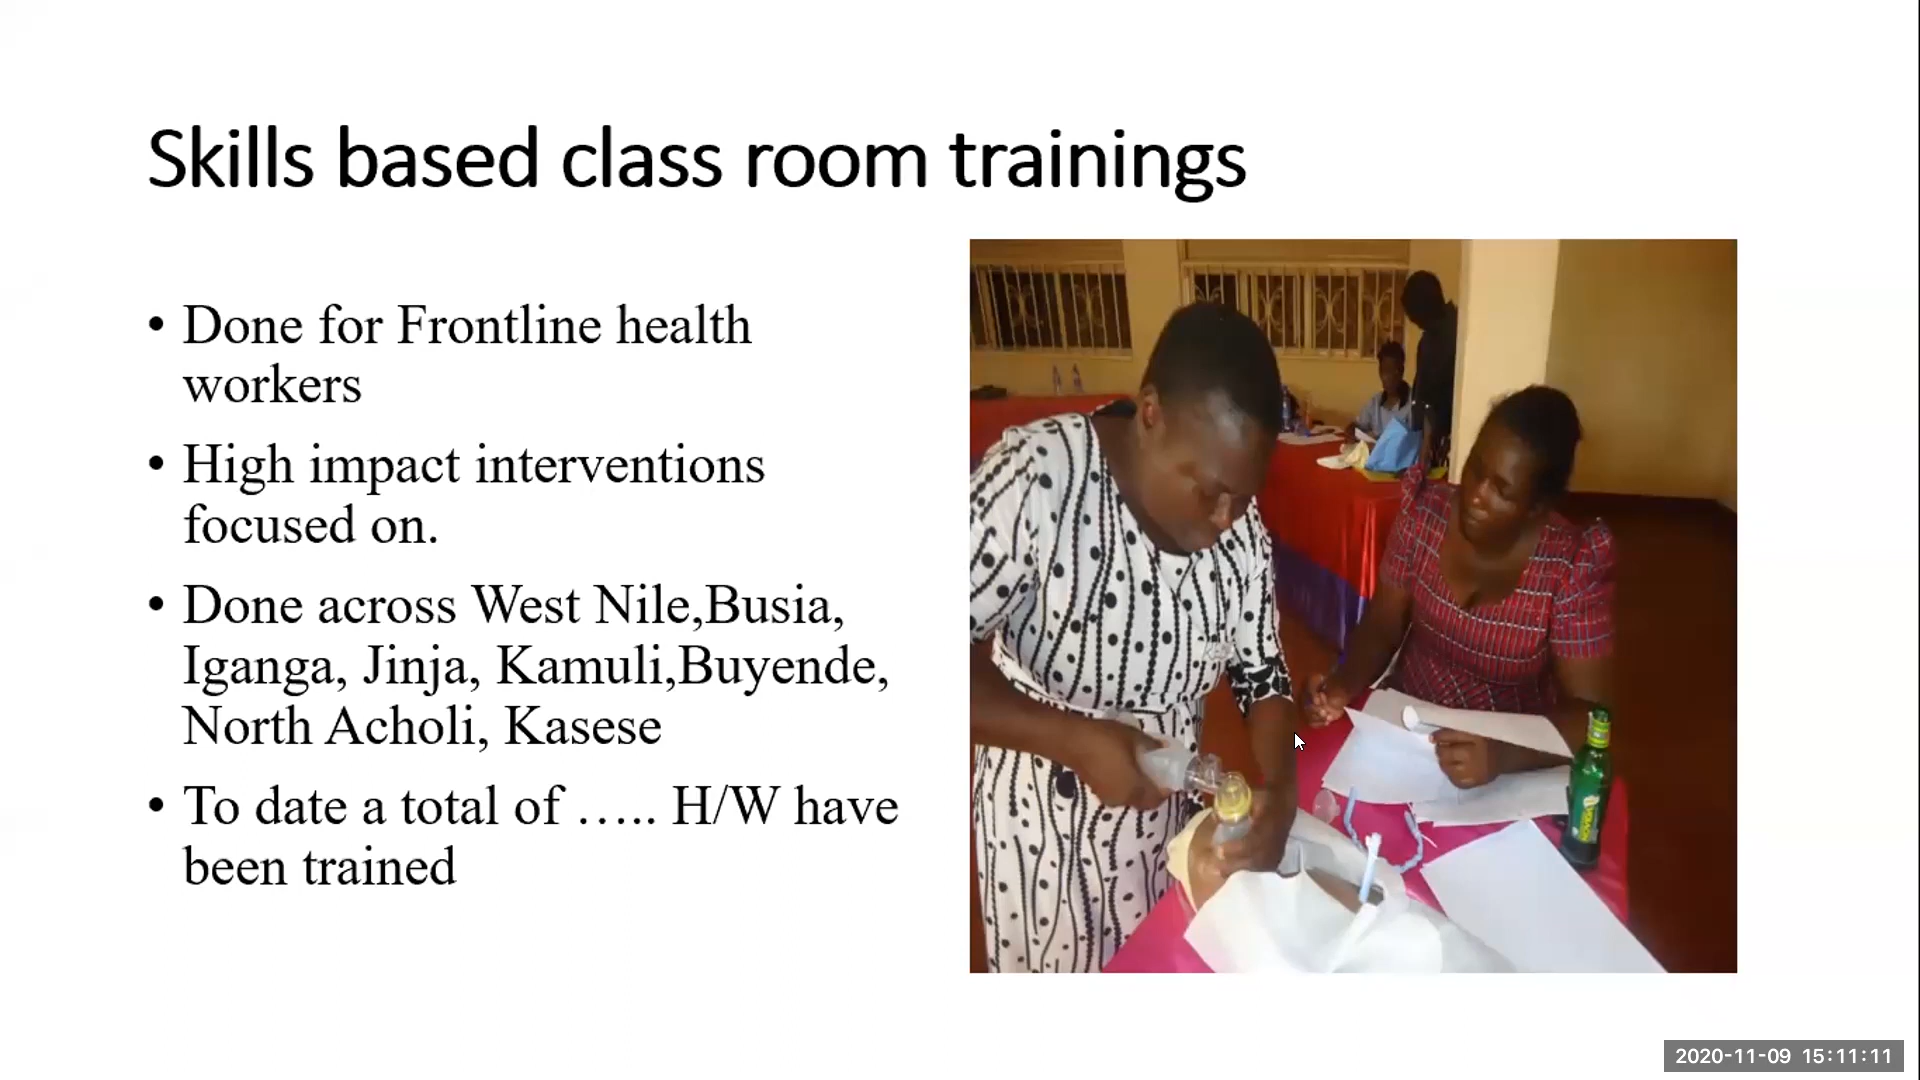 Skills based class room trainings
• Done for Frontline health
workers
• High impact interventions
focused on.
• Done across West Nile,Busia,
Iganga, Jinja, Kamuli,Buyende,
North Acholi, Kasese
• To date a total of ….. H/W have
been trained
2020-11-09 15:11:11